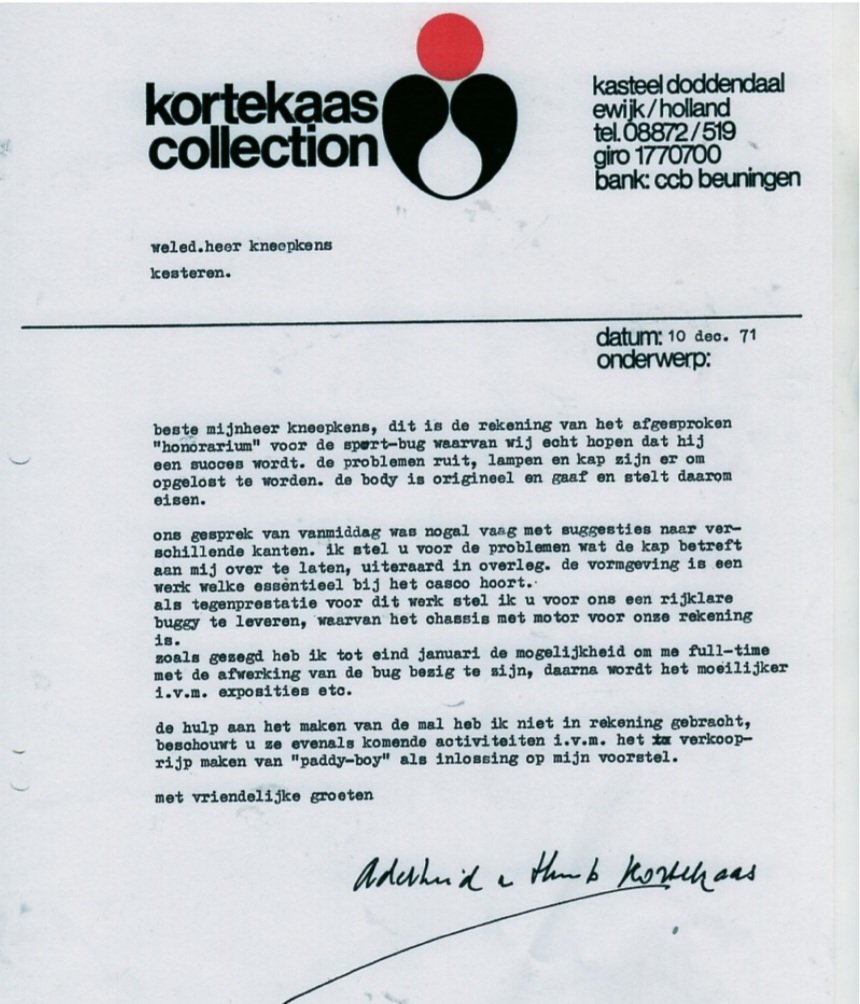 kortekaas
collection
kasteel doddendaal
ewijk/holland
tel. 08872/519
giro 1770700
bank: ccb beuningen
weled.heer kneepkens
kesteren.
datum: 10 dec. 71
onderwerp:
beste mijnheer kneepkens, dit is de rekening van het afgesproken
"honorarium" voor de sport-bug waarvan wij echt hopen dat hij
een succes wordt. de problemen ruit, lampen en kap zijn er om
opgelost te worden. de body is origineel en gaaf en stelt daarom
eisen.
ons gesprek van vanmiddag was nogal vaag met suggesties naar ver-
schillende kanten. ik stel u voor de problemen wat de kap betreft
aan mij over te laten, uiteraard in overleg. de vormgeving is een
werk welke essentieel bij het casco hoort.
als tegenprestatie voor dit werk stel ik u voor ons een rijklare
buggy te leveren, waarvan het chassis met motor voor onze rekening
is.
zoals gezegd heb ik tot eind januari de mogelijkheid om me full-time
met de afwerking van de bug bezig te zijn, daarna wordt het moeilijker
i.v.m. exposities etc.
de hulp aan het maken van de mal heb ik niet in rekening gebracht,
beschouwt u ze evenals komende activiteiten i.v.m. het verkoop-
rijp maken van "paddy-boy" als inlossing op mijn voorstel.
met vriendelijke groeten
Adelheid & Huub Kortekaas